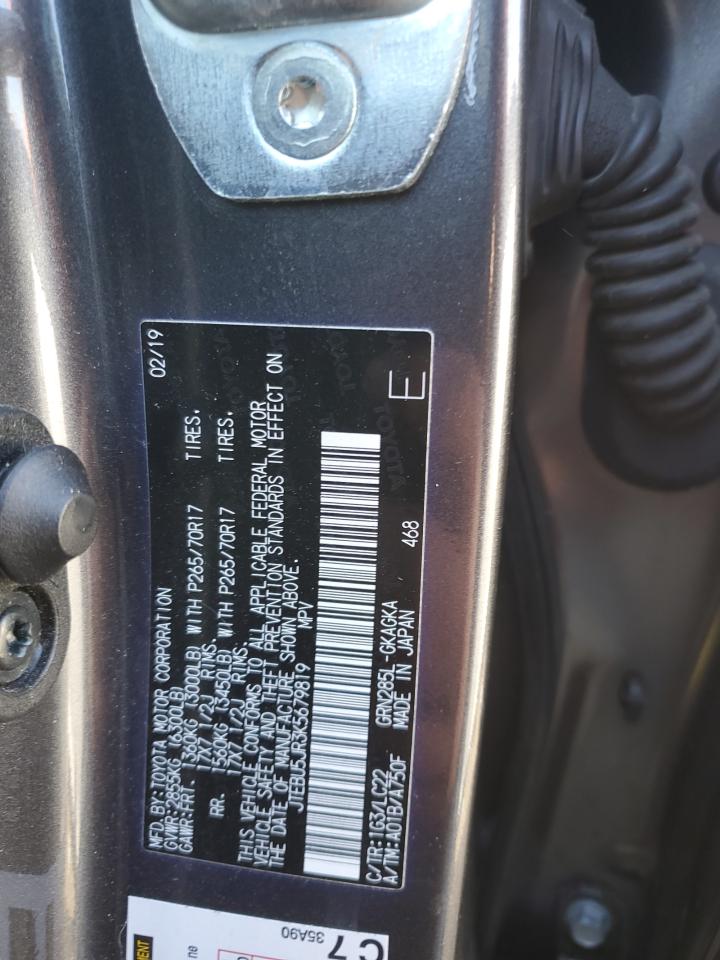 MFD.BY:TOYOTA MOTOR CORPORATION 02/19
GVWR:2855KG (6300LB)
GAWR:FRT. 1360KG (3000LB) WITH P265/70R17 TIRES.
17X7 1/2J RIMS.
RR. 1560KG (3450LB) WITH P265/70R17 TIRES.
17X7 1/2J RIMS.
THIS VEHICLE CONFORMS TO ALL APPLICABLE FEDERAL MOTOR
VEHICLE SAFETY AND THEFT PREVENTION STANDARDS IN EFFECT ON
THE DATE OF MANUFACTURE SHOWN ABOVE.
JTEBU5JR3K5679819 MPV
C/TR:1G3/LC22 GRN285L-GKAGKA 468
A/TM:A01B/A750F MADE IN JAPAN E
TOYOTA
C7
35A90